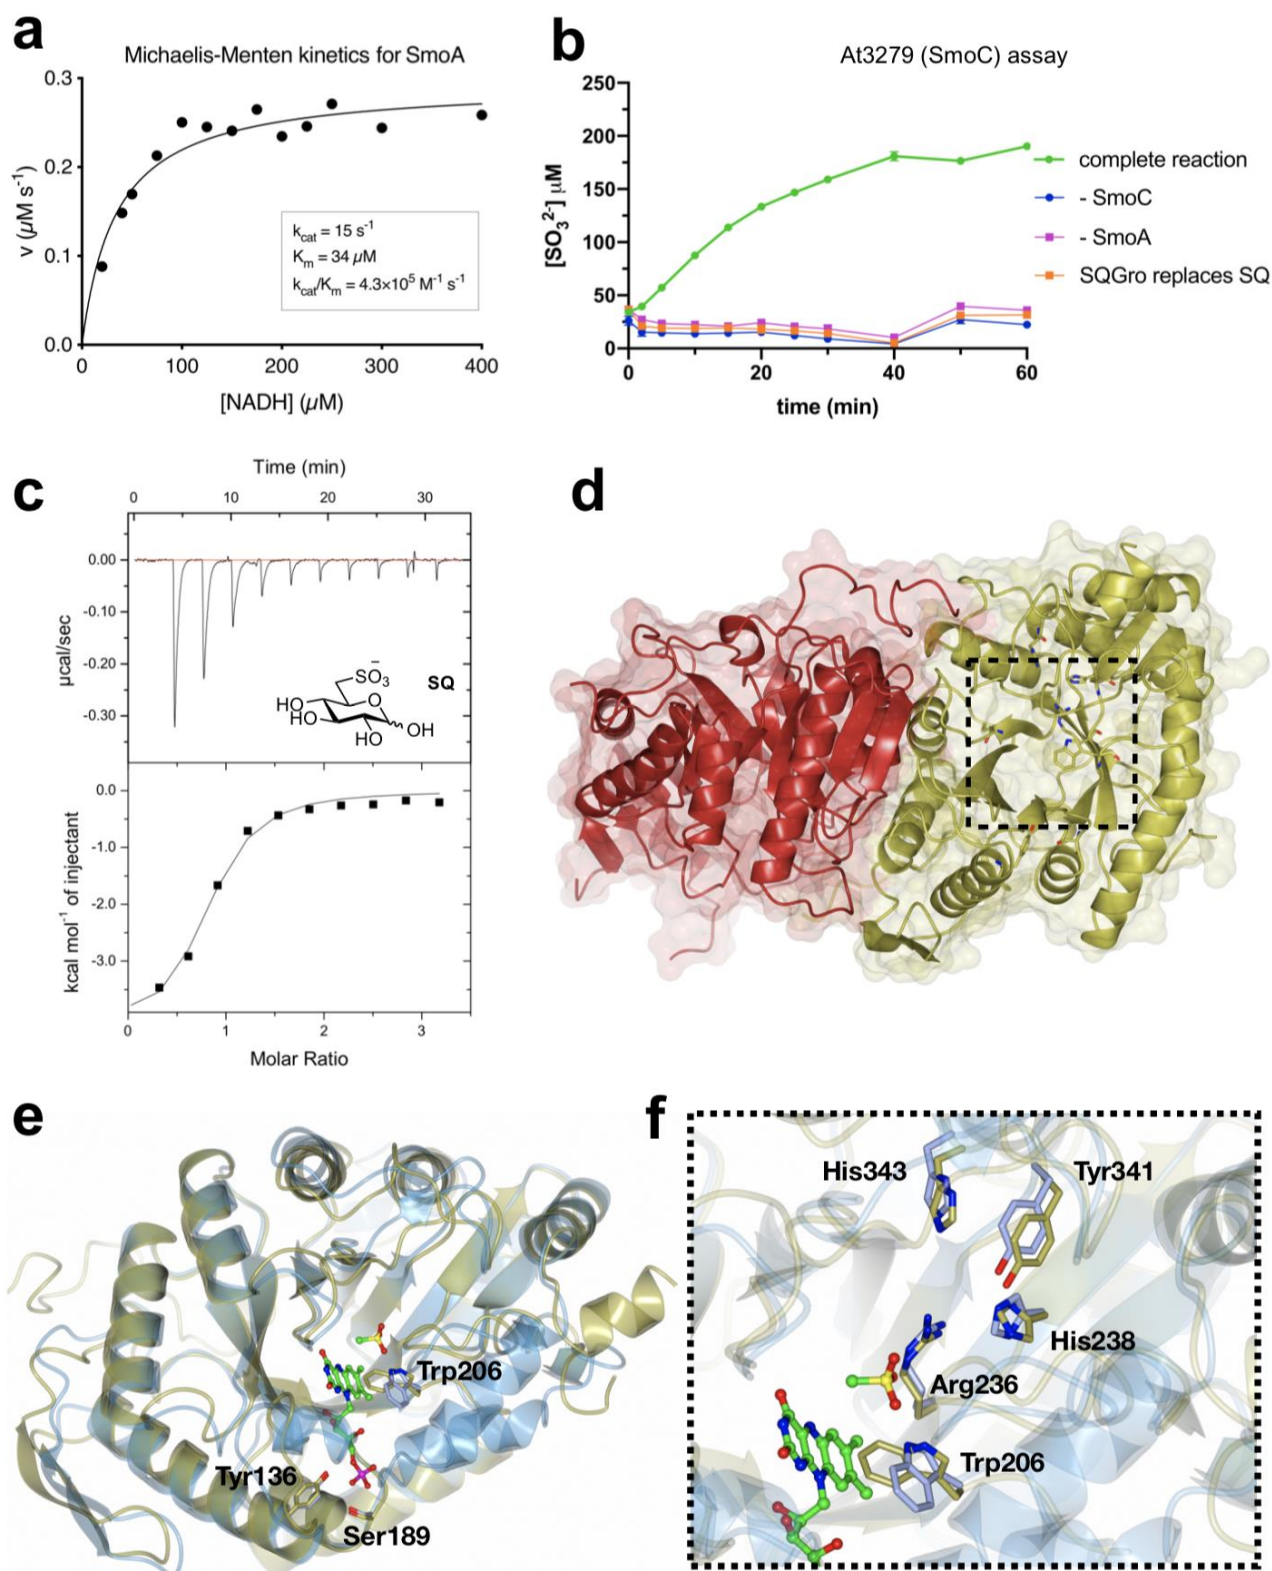 a
Michaelis-Menten kinetics for SmoA
0.3
0.2
0.1
0.0
v (µM s⁻¹)
k_cat = 15 s⁻¹
K_m = 34 µM
k_cat/K_m = 4.3×10⁵ M⁻¹ s⁻¹
0 100 200 300 400
[NADH] (µM)
b
At3279 (SmoC) assay
250
200
150
100
50
0
[SO₃²⁻] µM
complete reaction
- SmoC
- SmoA
SQGro replaces SQ
0 20 40 60
time (min)
c
Time (min)
0 10 20 30
0.00
-0.10
-0.20
-0.30
µcal/sec
SO₃⁻
SQ
HO
HO
HO
OH
0.0
-1.0
-2.0
-3.0
kcal mol⁻¹ of injectant
0 1 2 3
Molar Ratio
d
e
Trp206
Tyr136
Ser189
f
His343
Tyr341
His238
Arg236
Trp206